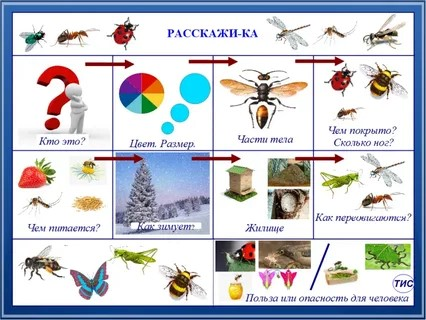 РАССКАЖИ-КА
Кто это?
Цвет. Размер.
Части тела
Чем покрыто?
Сколько ног?
Чем питается?
Как зимует?
Жилище
Как передвигаются?
Польза или опасность для человека
ТИС